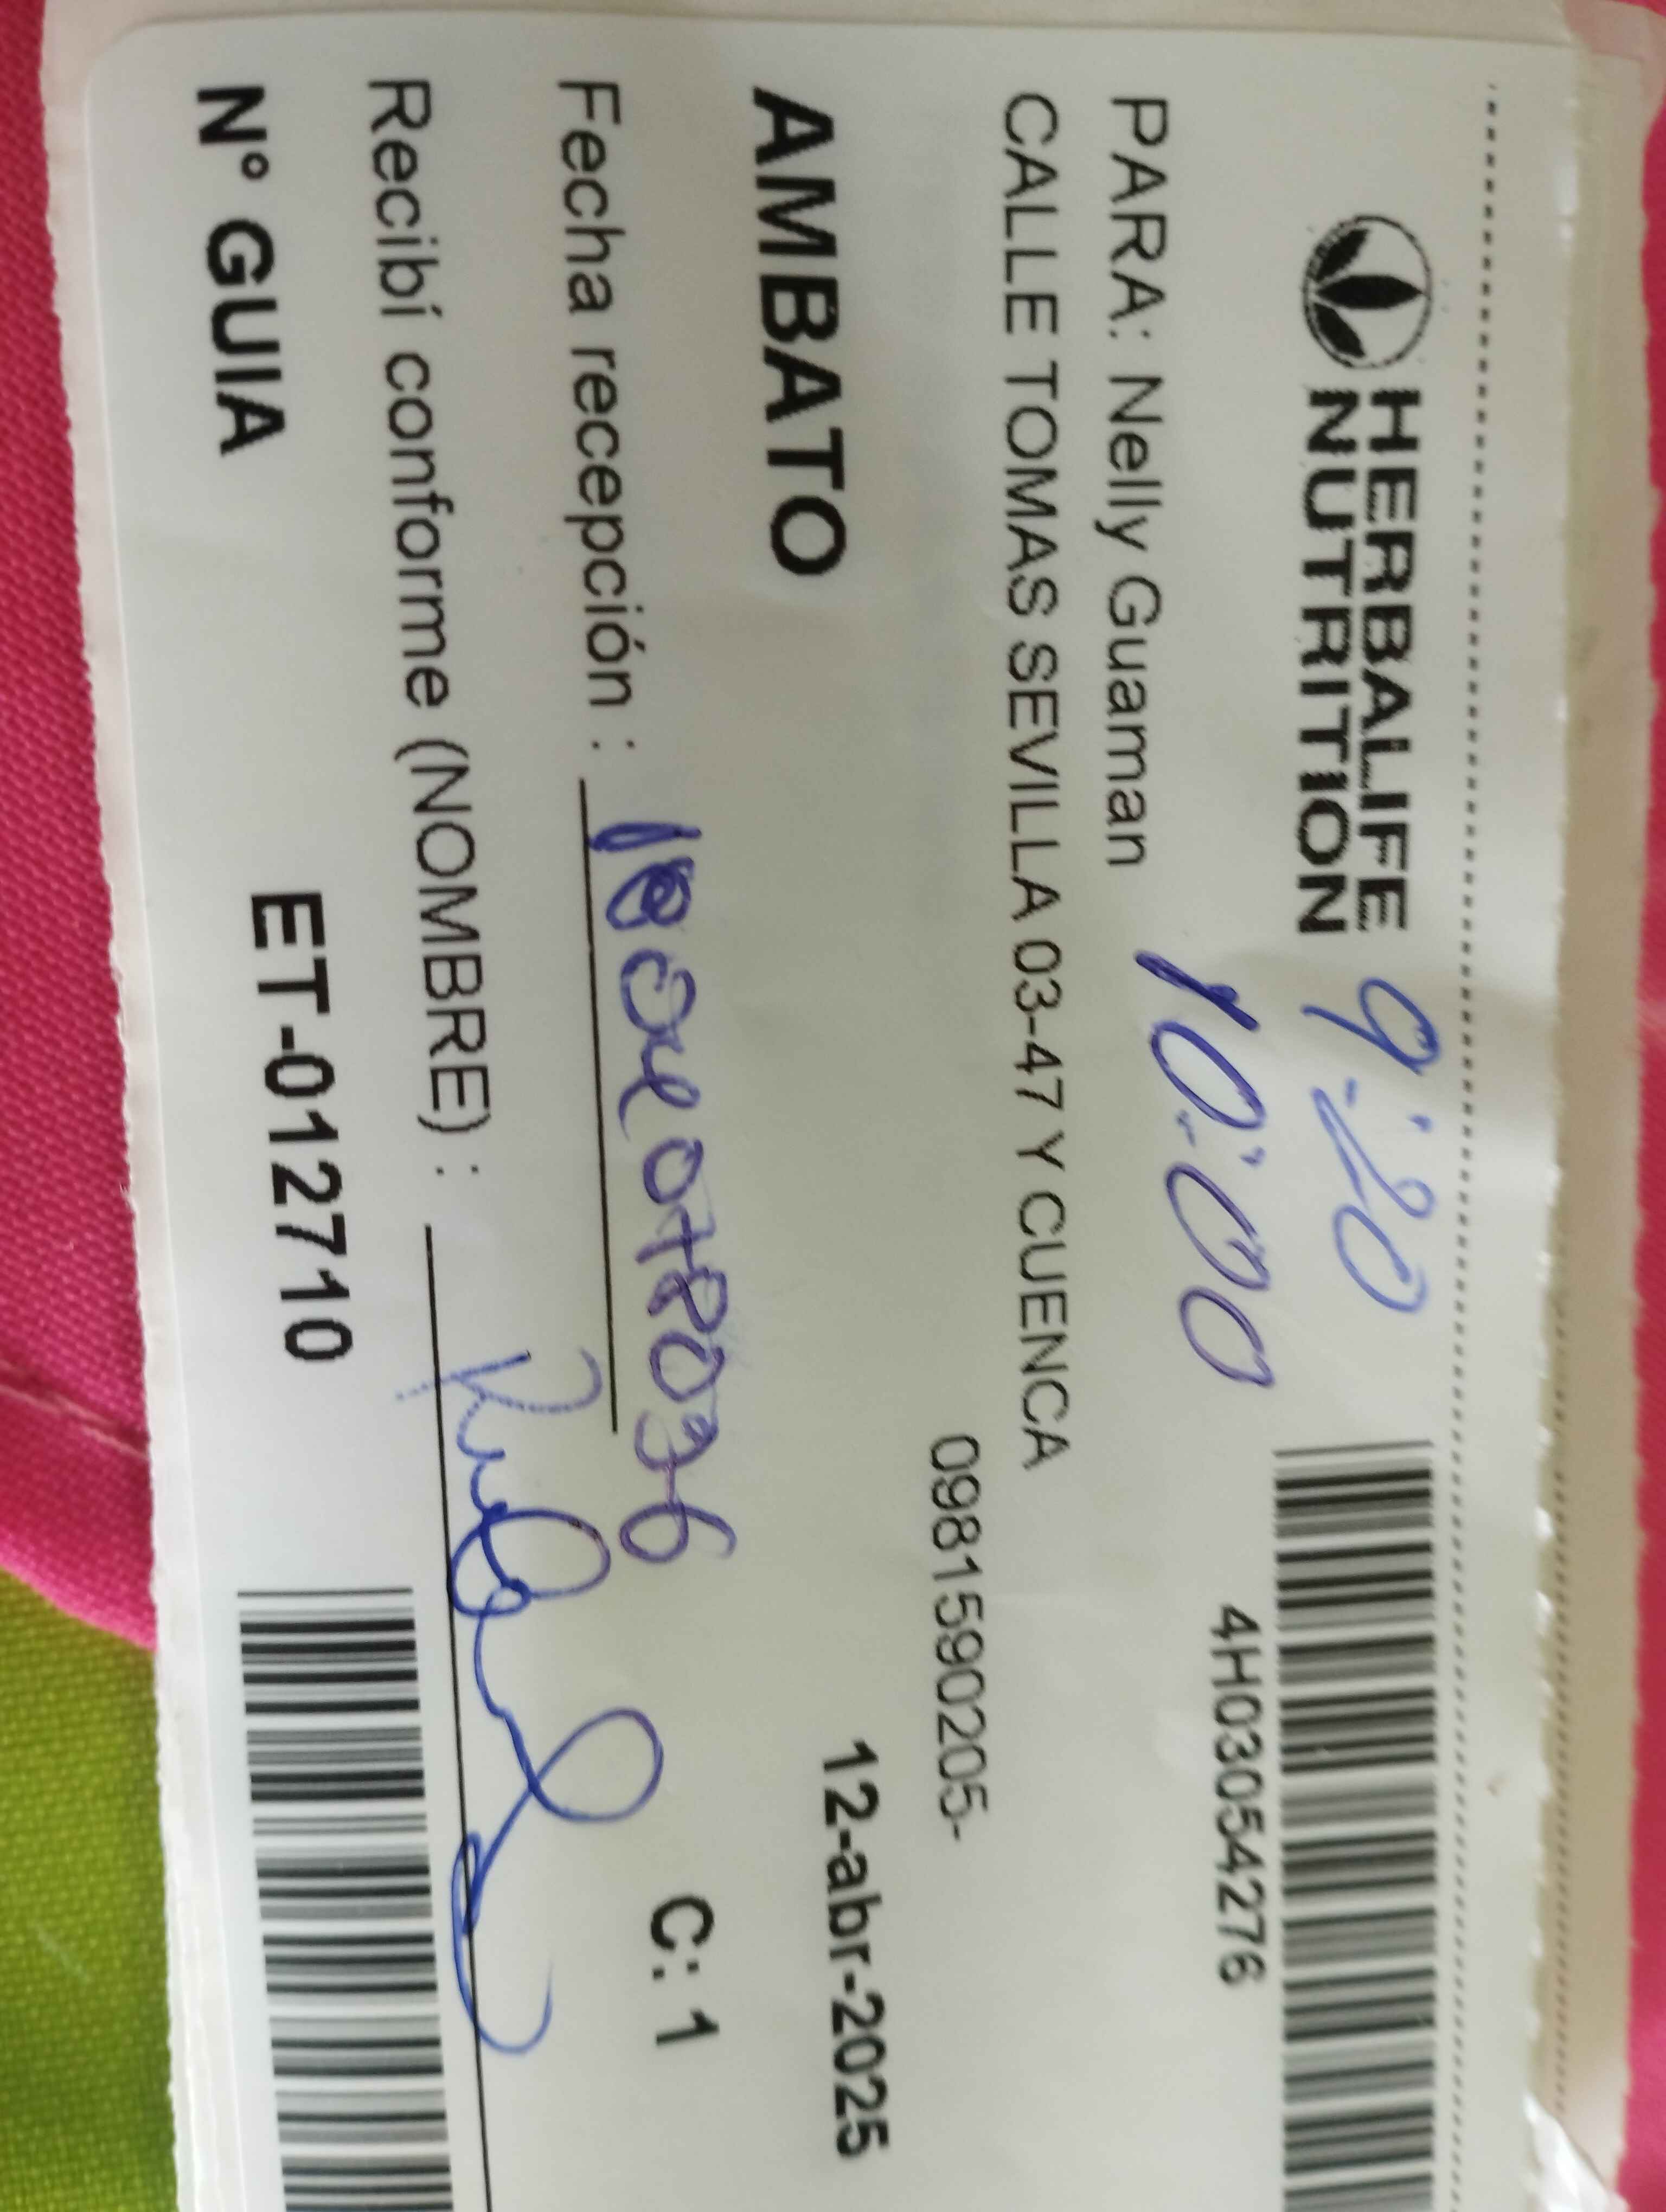 HERBALIFE
NUTRITION
9:20
10:00
4H03054276
PARA: Nelly Guaman
CALLE TOMAS SEVILLA 03-47 Y CUENCA
0981590205-
AMBATO
12-abr-2025
Fecha recepción :
C: 1
Recibí conforme (NOMBRE) :
N° GUIA
ET-0127710